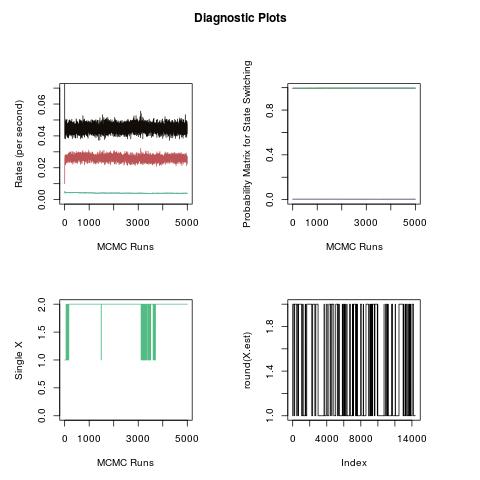 Diagnostic Plots
Rates (per second)
0.00 0.02 0.04 0.06
0 1000 3000 5000
MCMC Runs
Probability Matrix for State Switching
0.0 0.4 0.8
0 1000 3000 5000
MCMC Runs
Single X
0.0 0.5 1.0 1.5 2.0
0 1000 3000 5000
MCMC Runs
round(X.est)
1.0 1.4 1.8
0 4000 8000 14000
Index